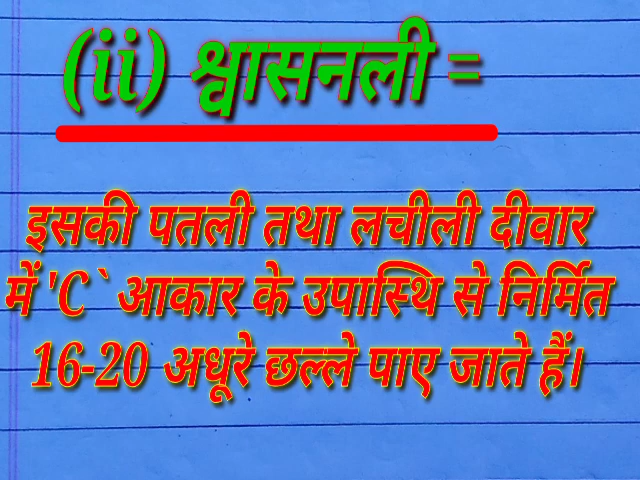 (ii) श्वासनली =
इसकी पतली तथा लचीली दीवार
में 'C` आकार के उपास्थि से निर्मित
16-20 अधूरे छल्ले पाए जाते हैं।